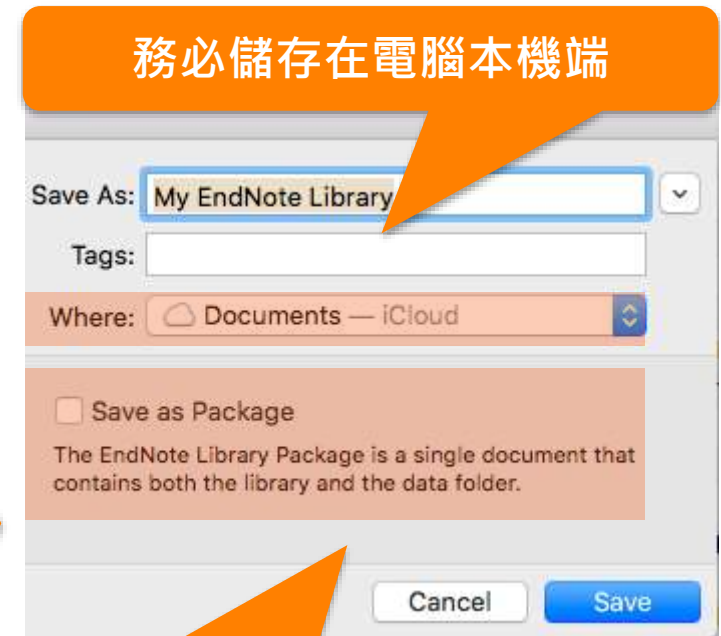 務必儲存在電腦本機端
Save As: My EndNote Library
Tags:
Where: Documents — iCloud
Save as Package
The EndNote Library Package is a single document that
contains both the library and the data folder.
Cancel Save